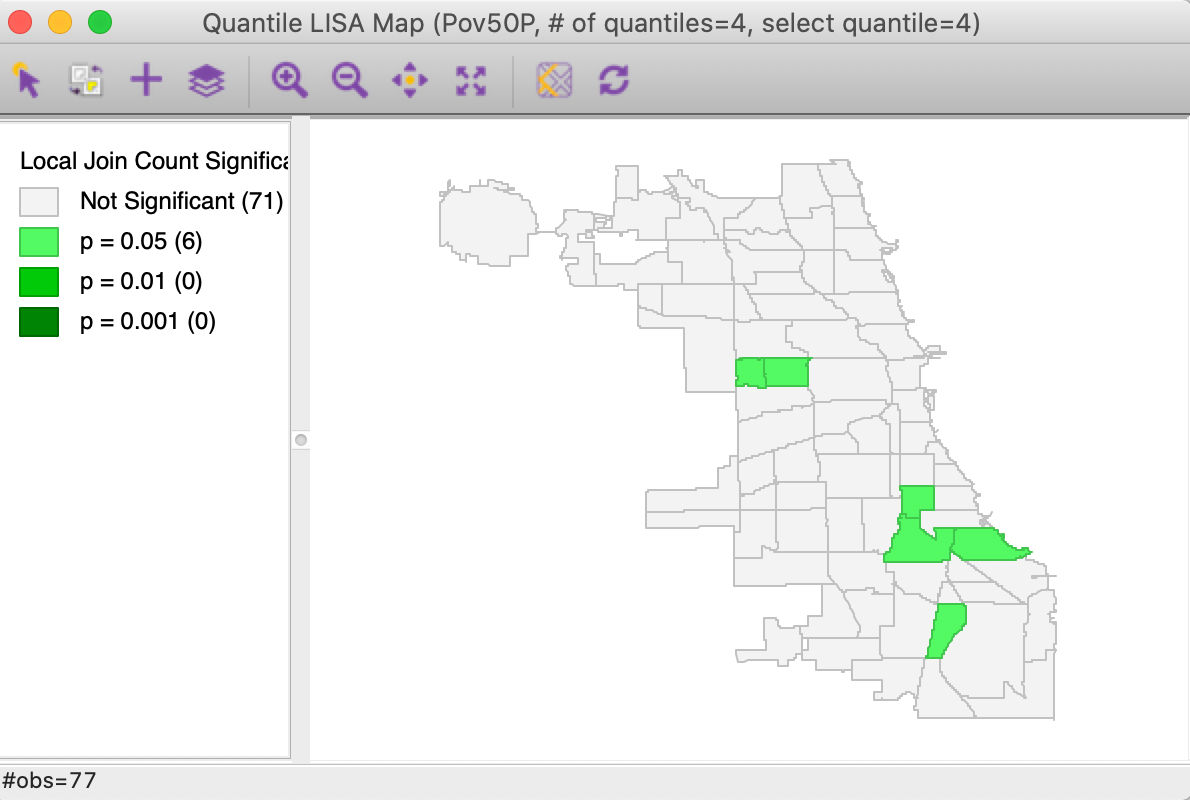 Quantile LISA Map (Pov50P, # of quantiles=4, select quantile=4)
Local Join Count Signific
Not Significant (71)
p = 0.05 (6)
p = 0.01 (0)
p = 0.001 (0)
#obs=77